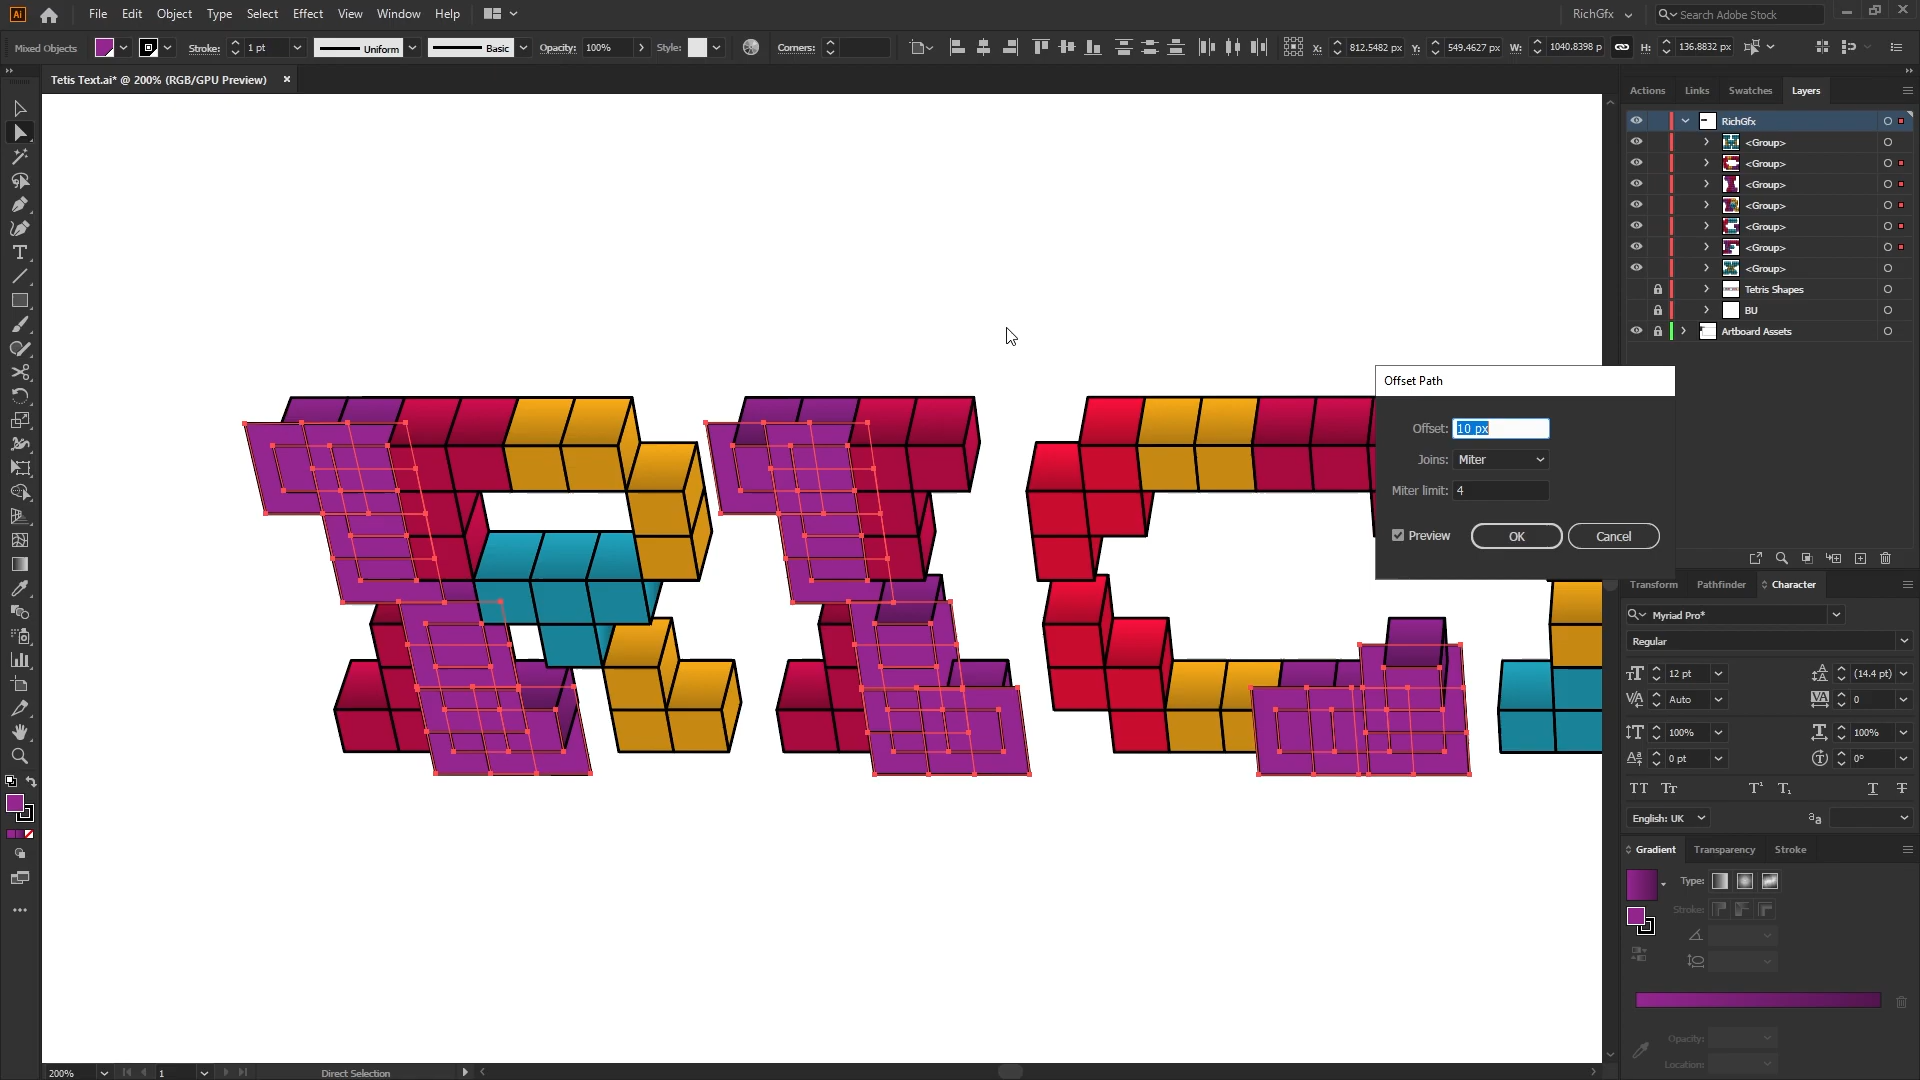 Ai File Edit Object Type Select Effect View Window Help RichGfx Search Adobe Stock
Mixed Objects Stroke: 1 pt Uniform Basic Opacity: 100% Style: Corners: X: 812.5482 px Y: 549.4627 px W: 1040.8398 p H: 136.8832 px
Tetis Text.ai* @ 200% (RGB/GPU Preview)
Actions Links Swatches Layers
RichGfx
<Group>
<Group>
<Group>
<Group>
<Group>
<Group>
<Group>
Tetris Shapes
BU
Artboard Assets
Offset Path
Offset: 10 px
Joins: Miter
Miter limit: 4
Preview OK Cancel
Transform Pathfinder Character
Myriad Pro*
Regular
12 pt (14.4 pt)
Auto 0
100% 100%
0 pt 0°
English: UK
Gradient Transparency Stroke
Type:
Stroke:
Opacity:
Location:
200% 1 Direct Selection